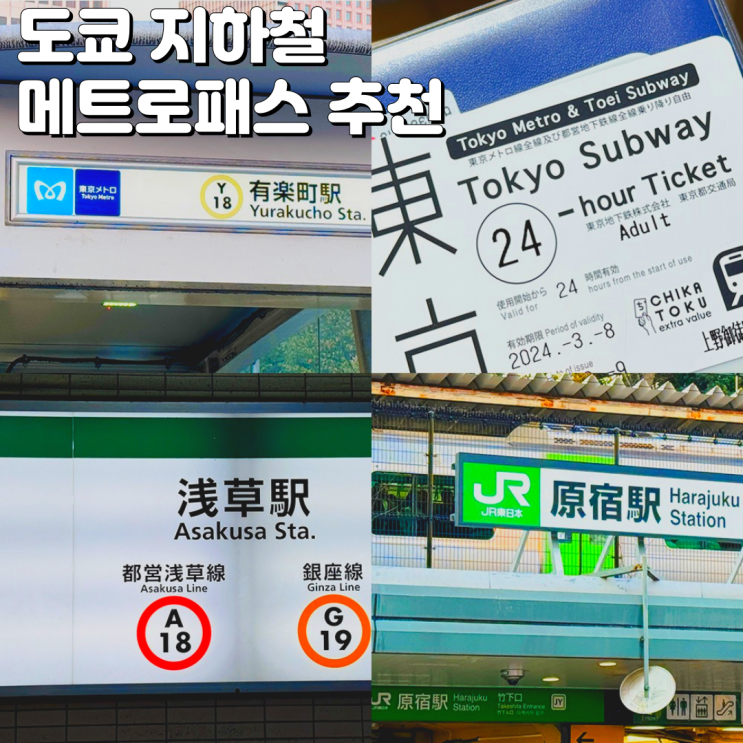 도쿄 지하철
메트로패스 추천
東京メトロ
Tokyo Metro
Y
18
有楽町駅
Yurakucho Sta.
Tokyo Metro & Toei Subway
東京メトロ線全線及び都営地下鉄線全線乗り降り自由
東京
Tokyo Subway
24-hour Ticket
東京地下鉄株式会社 東京都交通局
Adult
使用開始から 24 時間有効
Valid for hours from the start of use
有効期限 Period of validity
2024.-3.-8
CHIKA
TOKU
extra value
上野御徒
浅草駅
Asakusa Sta.
都営浅草線
Asakusa Line
A
18
銀座線
Ginza Line
G
19
JR
JR東日本
原宿駅 Harajuku
Station
原宿駅 Harajuku
Station
竹下口
Takeshita Entrance
JY